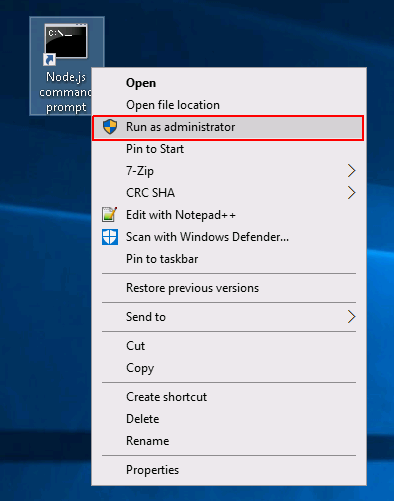 C:\_
Node.js
command
prompt
Open
Open file location
Run as administrator
Pin to Start
7-Zip
CRC SHA
Edit with Notepad++
Scan with Windows Defender...
Pin to taskbar
Restore previous versions
Send to
Cut
Copy
Create shortcut
Delete
Rename
Properties